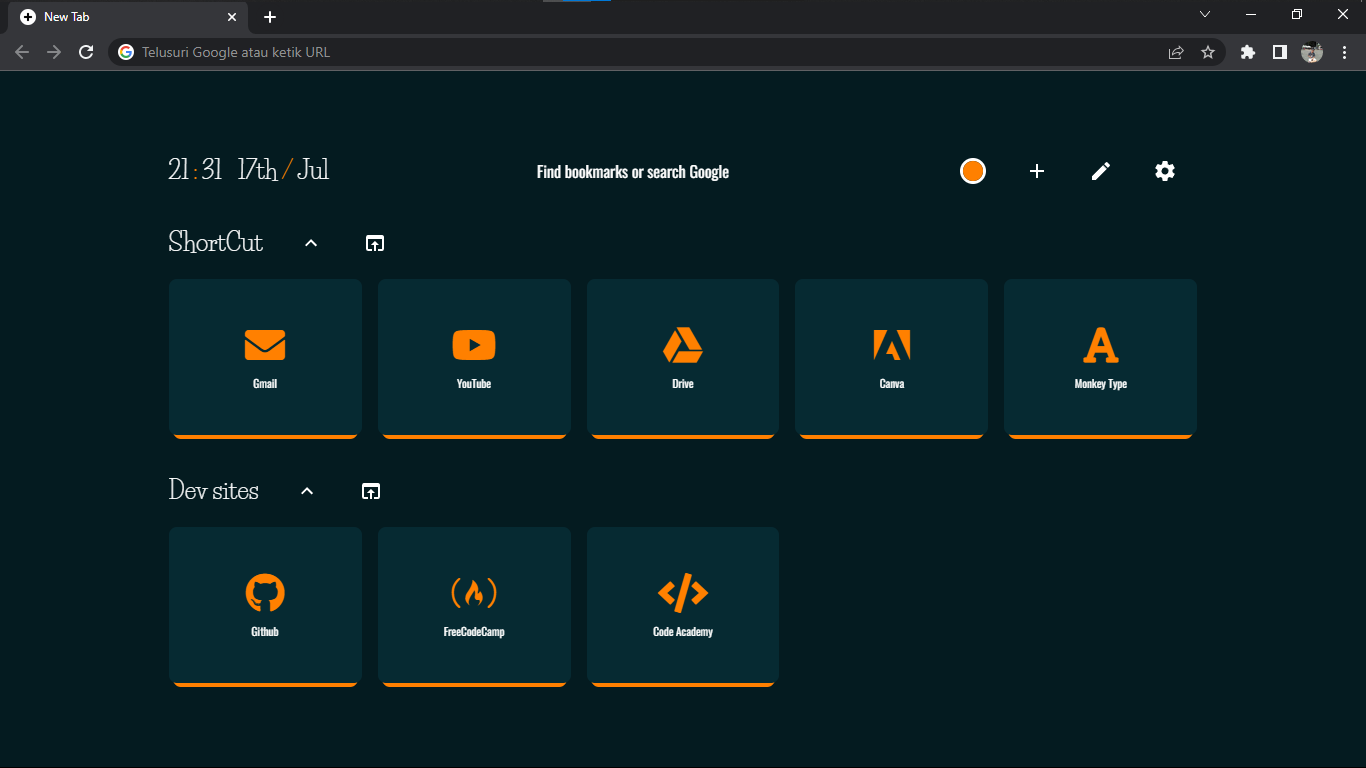 New Tab
Telusuri Google atau ketik URL
21:31 17th/Jul
Find bookmarks or search Google
ShortCut
Gmail
YouTube
Drive
Canva
Monkey Type
Dev sites
Github
FreeCodeCamp
Code Academy